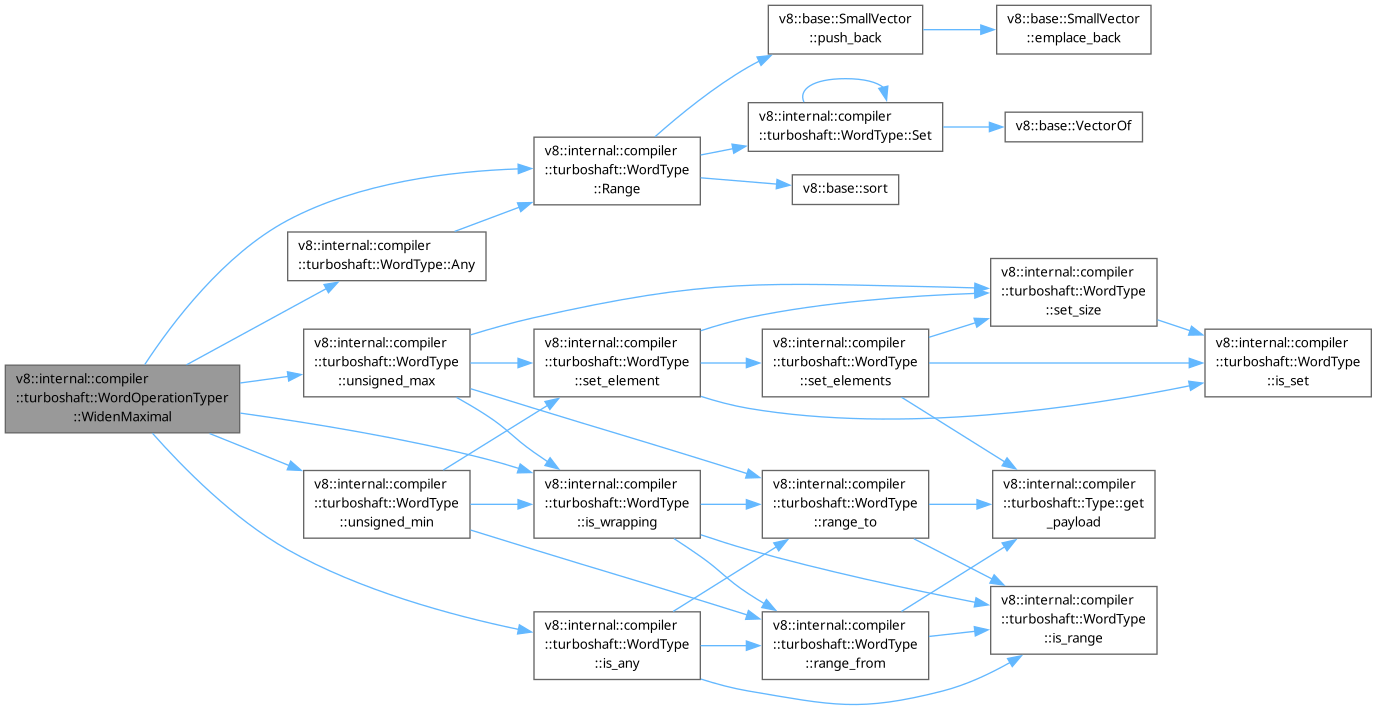 v8::base::SmallVector
::push_back
v8::base::SmallVector
::emplace_back
v8::internal::compiler
::turboshaft::WordType::Set
v8::base::VectorOf
v8::internal::compiler
::turboshaft::WordType
::Range
v8::base::sort
v8::internal::compiler
::turboshaft::WordType::Any
v8::internal::compiler
::turboshaft::WordType
::set_size
v8::internal::compiler
::turboshaft::WordType
::unsigned_max
v8::internal::compiler
::turboshaft::WordType
::set_element
v8::internal::compiler
::turboshaft::WordType
::set_elements
v8::internal::compiler
::turboshaft::WordType
::is_set
v8::internal::compiler
::turboshaft::WordOperationTyper
::WidenMaximal
v8::internal::compiler
::turboshaft::WordType
::unsigned_min
v8::internal::compiler
::turboshaft::WordType
::is_wrapping
v8::internal::compiler
::turboshaft::WordType
::range_to
v8::internal::compiler
::turboshaft::Type::get
_payload
v8::internal::compiler
::turboshaft::WordType
::is_range
v8::internal::compiler
::turboshaft::WordType
::is_any
v8::internal::compiler
::turboshaft::WordType
::range_from